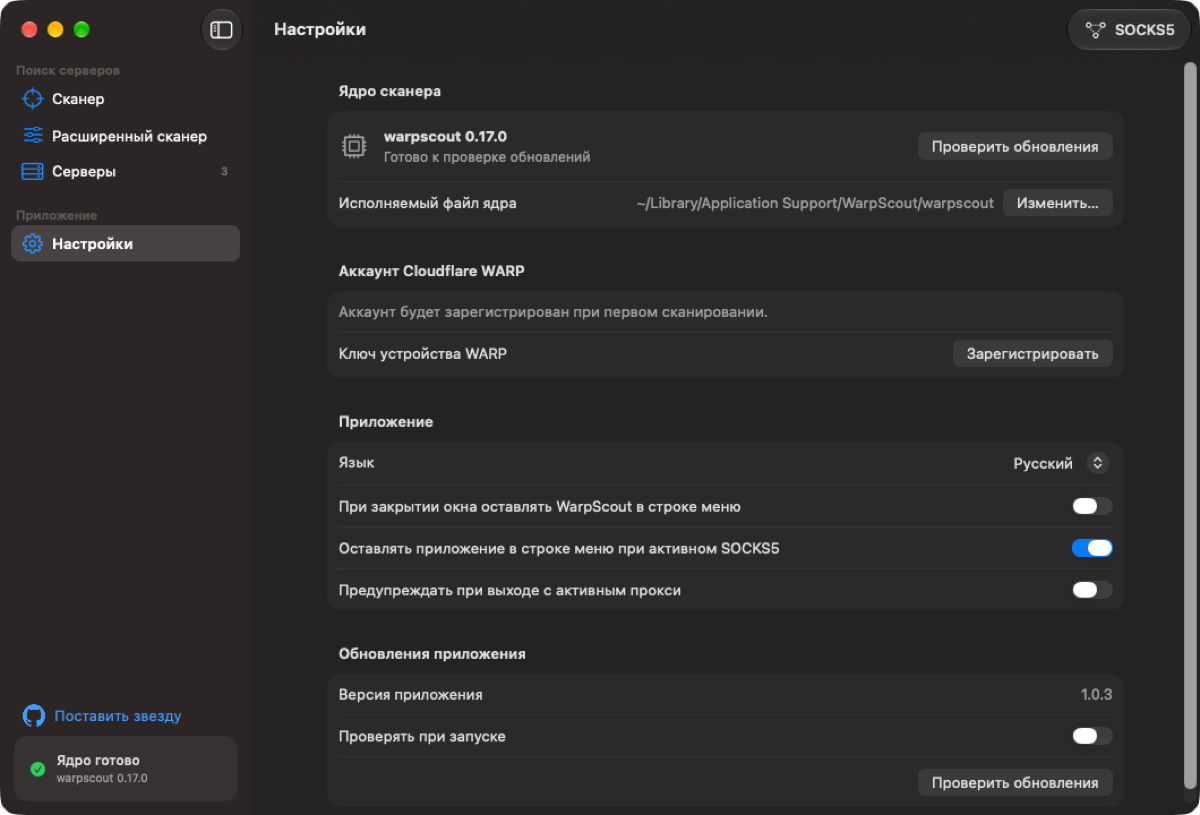 Настройки
SOCKS5
Поиск серверов
Сканер
Расширенный сканер
Серверы 3
Приложение
Настройки
Поставить звезду
Ядро готово
warpscout 0.17.0
Ядро сканера
warpscout 0.17.0
Готово к проверке обновлений
Проверить обновления
Исполняемый файл ядра ~/Library/Application Support/WarpScout/warpscout Изменить...
Аккаунт Cloudflare WARP
Аккаунт будет зарегистрирован при первом сканировании.
Ключ устройства WARP Зарегистрировать
Приложение
Язык Русский
При закрытии окна оставлять WarpScout в строке меню
Оставлять приложение в строке меню при активном SOCKS5
Предупреждать при выходе с активным прокси
Обновления приложения
Версия приложения 1.0.3
Проверять при запуске
Проверить обновления